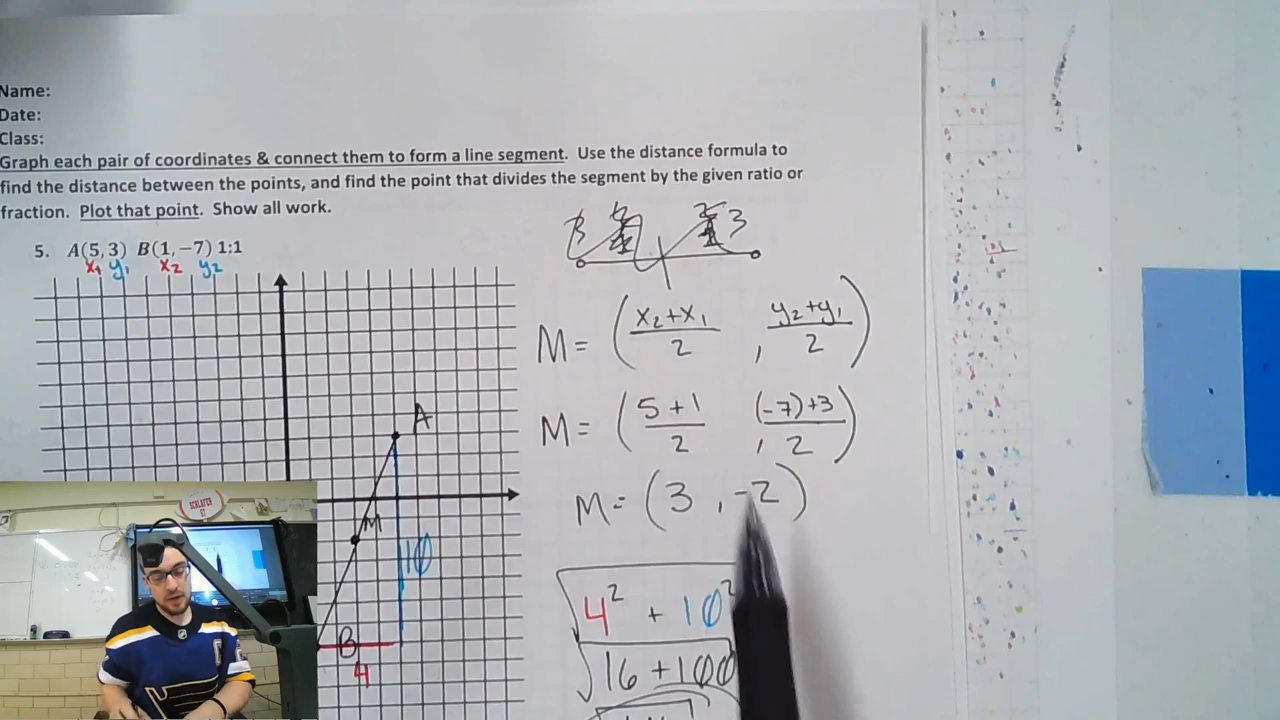 Name:
Date:
Class:
Graph each pair of coordinates & connect them to form a line segment. Use the distance formula to
find the distance between the points, and find the point that divides the segment by the given ratio or
fraction. Plot that point. Show all work.
5. A(5, 3) B(1, −7) 1:1
x₁ y₁ x₂ y₂
3
M = ( x₂+x₁ / 2 , y₂+y₁ / 2 )
M = ( 5+1 / 2 , (-7)+3 / 2 )
M = (3 , -2)
A
M
10
B
4
4² + 10²
√16 + 100